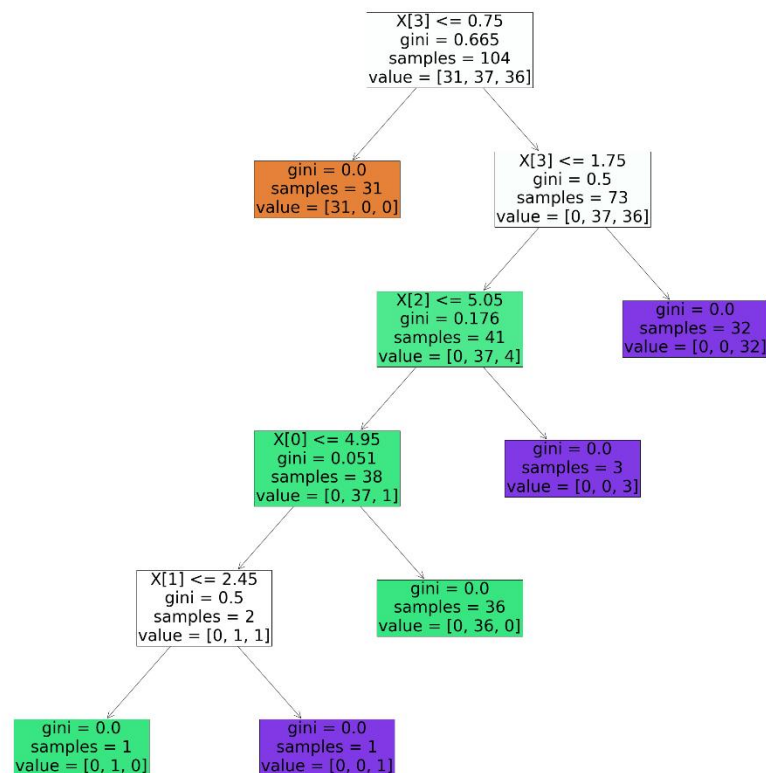 X[3] <= 0.75
gini = 0.665
samples = 104
value = [31, 37, 36]
gini = 0.0
samples = 31
value = [31, 0, 0]
X[3] <= 1.75
gini = 0.5
samples = 73
value = [0, 37, 36]
X[2] <= 5.05
gini = 0.176
samples = 41
value = [0, 37, 4]
gini = 0.0
samples = 32
value = [0, 0, 32]
X[0] <= 4.95
gini = 0.051
samples = 38
value = [0, 37, 1]
gini = 0.0
samples = 3
value = [0, 0, 3]
X[1] <= 2.45
gini = 0.5
samples = 2
value = [0, 1, 1]
gini = 0.0
samples = 36
value = [0, 36, 0]
gini = 0.0
samples = 1
value = [0, 1, 0]
gini = 0.0
samples = 1
value = [0, 0, 1]